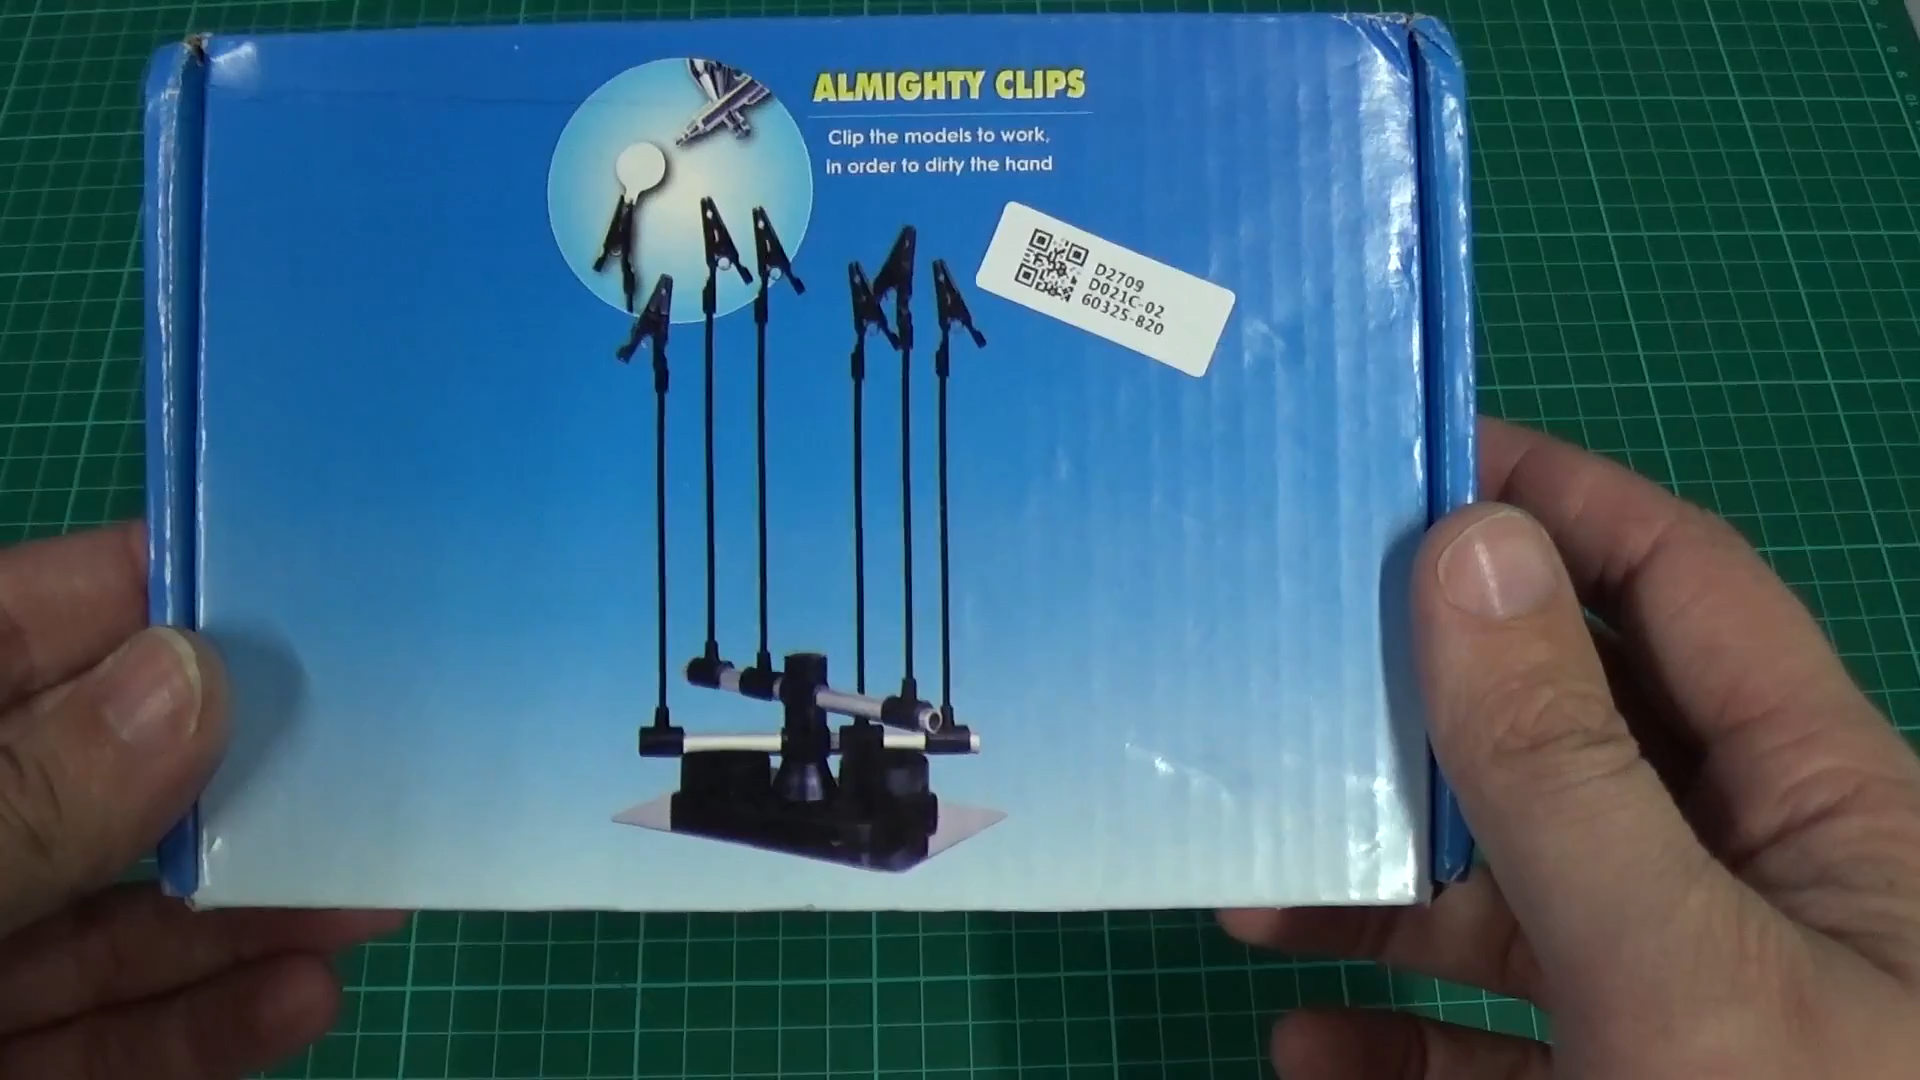 ALMIGHTY CLIPS
Clip the models to work,
in order to dirty the hand
D2709
D021C-02
60325-820